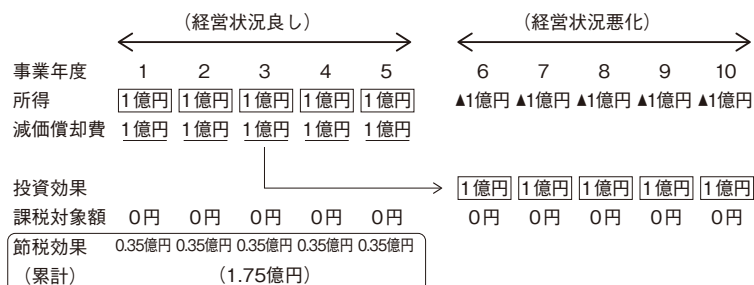 （経営状況良し） （経営状況悪化）
事業年度 1 2 3 4 5 6 7 8 9 10
所得 1億円 1億円 1億円 1億円 1億円 ▲1億円 ▲1億円 ▲1億円 ▲1億円 ▲1億円
減価償却費 1億円 1億円 1億円 1億円 1億円
投資効果 1億円 1億円 1億円 1億円 1億円
課税対象額 0円 0円 0円 0円 0円 0円 0円 0円 0円 0円
節税効果 0.35億円 0.35億円 0.35億円 0.35億円 0.35億円
（累計） （1.75億円）